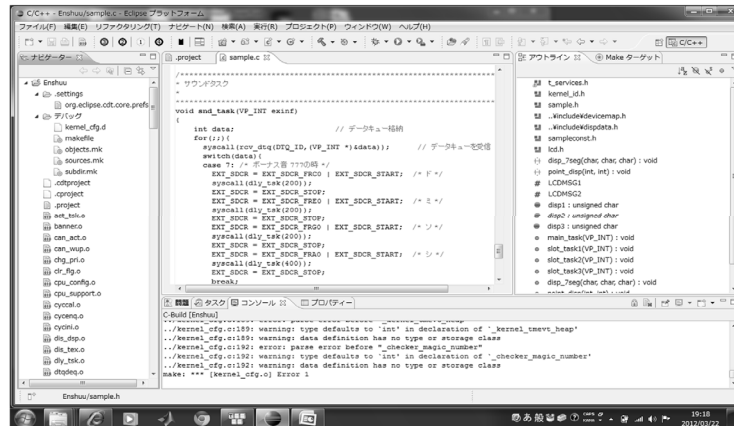 C/C++ - Enshuu/sample.c - Eclipse プラットフォーム
ファイル(F) 編集(E) リファクタリング(T) ナビゲート(N) 検索(A) 実行(R) プロジェクト(P) ウィンドウ(W) ヘルプ(H)
C/C++
ナビゲーター
Enshuu
.settings
org.eclipse.cdt.core.prefs
デバッグ
kernel_cfg.d
makefile
objects.mk
sources.mk
subdir.mk
.cdtproject
.cproject
.project
act_tsk.o
banner.o
can_act.o
can_wup.o
chg_pri.o
clr_flg.o
cpu_config.o
cpu_support.o
cyccal.o
cycenq.o
cycini.o
dis_dsp.o
dis_tex.o
dly_tsk.o
dtqdeq.o
.project
sample.c
* サウンドタスク
*
void snd_task(VP_INT exinf)
{
int data; // データキュー格納
for(;;){
syscall(rcv_dtq(DTQ_ID,(VP_INT *)&data)); // データキューを受信
switch(data){
case 7: /* ボーナス音 777の時 */
EXT_SDCR = EXT_SDCR_FRC0 | EXT_SDCR_START; /* ド */
syscall(dly_tsk(200));
EXT_SDCR = EXT_SDCR_STOP;
EXT_SDCR = EXT_SDCR_FRE0 | EXT_SDCR_START; /* ミ */
syscall(dly_tsk(200));
EXT_SDCR = EXT_SDCR_STOP;
EXT_SDCR = EXT_SDCR_FRG0 | EXT_SDCR_START; /* ソ */
syscall(dly_tsk(200));
EXT_SDCR = EXT_SDCR_STOP;
EXT_SDCR = EXT_SDCR_FRA0 | EXT_SDCR_START; /* シ */
syscall(dly_tsk(400));
EXT_SDCR = EXT_SDCR_STOP;
break;
アウトライン
Make ターゲット
t_services.h
kernel_id.h
sample.h
..¥include¥devicemap.h
..¥include¥dispdata.h
sampleconst.h
lcd.h
disp_7seg(char, char, char) : void
point_disp(int, int) : void
LCDMSG1
LCDMSG2
disp1 : unsigned char
disp2 : unsigned char
disp3 : unsigned char
main_task(VP_INT) : void
slot_task1(VP_INT) : void
slot_task2(VP_INT) : void
slot_task3(VP_INT) : void
disp_7seg(char, char, char) : void
問題 タスク コンソール プロパティー
C-Build [Enshuu]
../kernel_cfg.c:189: warning: type defaults to `int' in declaration of `_kernel_tmevt_heap'
../kernel_cfg.c:189: warning: data definition has no type or storage class
../kernel_cfg.c:192: error: parse error before "_checker_magic_number"
../kernel_cfg.c:192: warning: type defaults to `int' in declaration of `_checker_magic_number'
../kernel_cfg.c:192: warning: data definition has no type or storage class
make: *** [kernel_cfg.o] Error 1
Enshuu/sample.h
あ 般
CAPS
KANA
19:18
2012/03/22